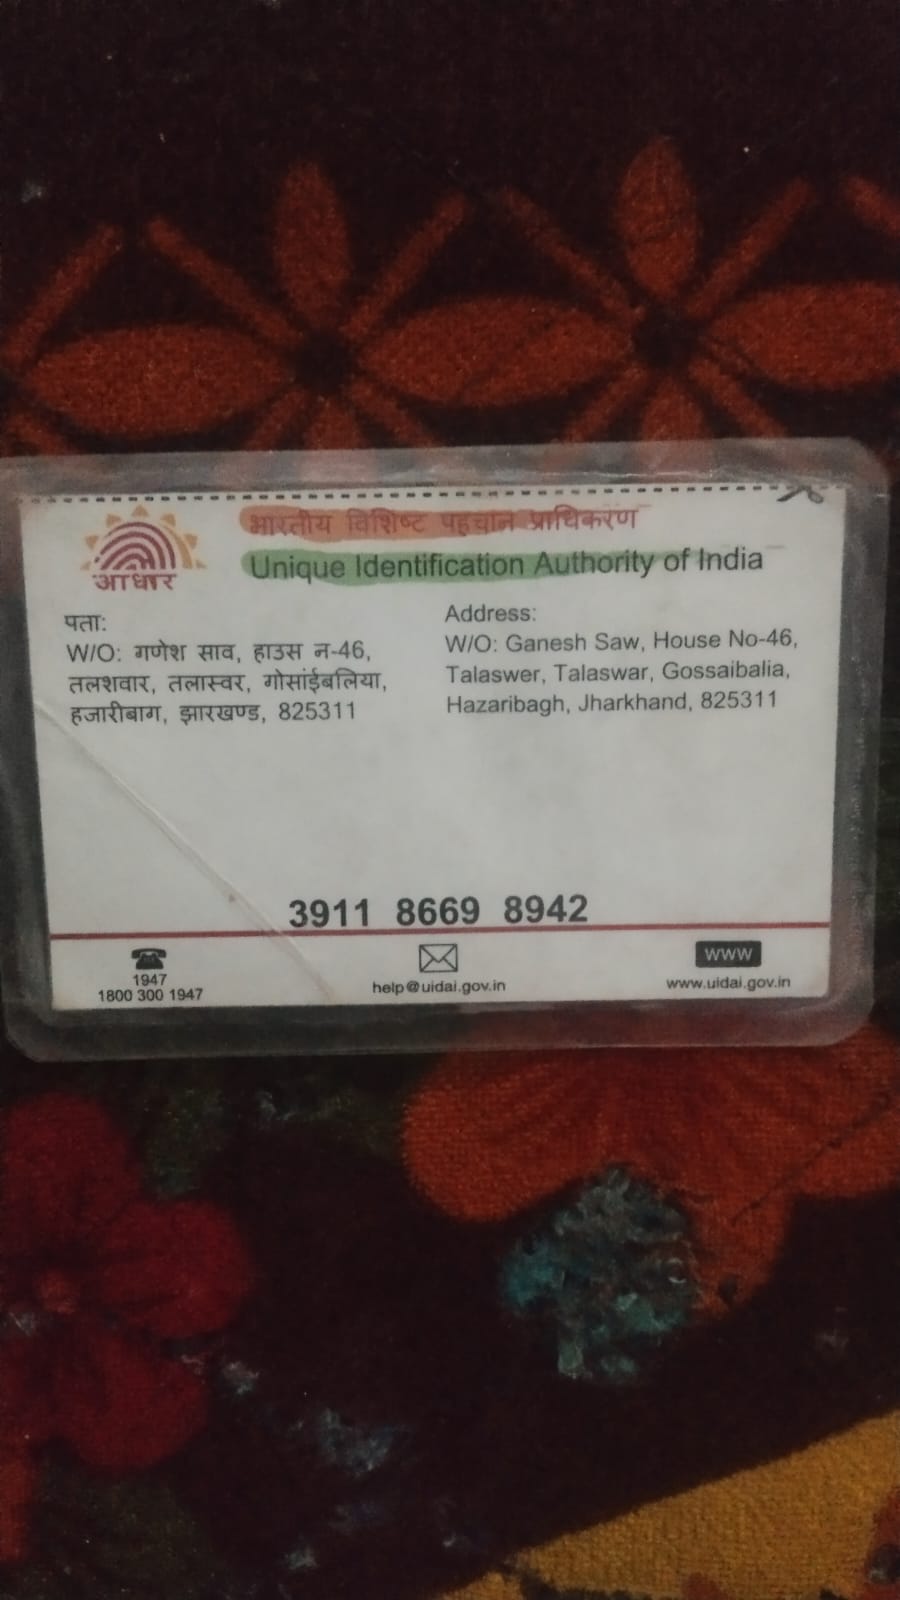 आधार
भारतीय विशिष्ट पहचान प्राधिकरण
Unique Identification Authority of India
पता:
W/O: गणेश साव, हाउस न-46,
तलशवार, तलास्वर, गोसांईबलिया,
हजारीबाग, झारखण्ड, 825311
Address:
W/O: Ganesh Saw, House No-46,
Talaswer, Talaswar, Gossaibalia,
Hazaribagh, Jharkhand, 825311
3911 8669 8942
1947
1800 300 1947
help@uidai.gov.in
www
www.uidai.gov.in